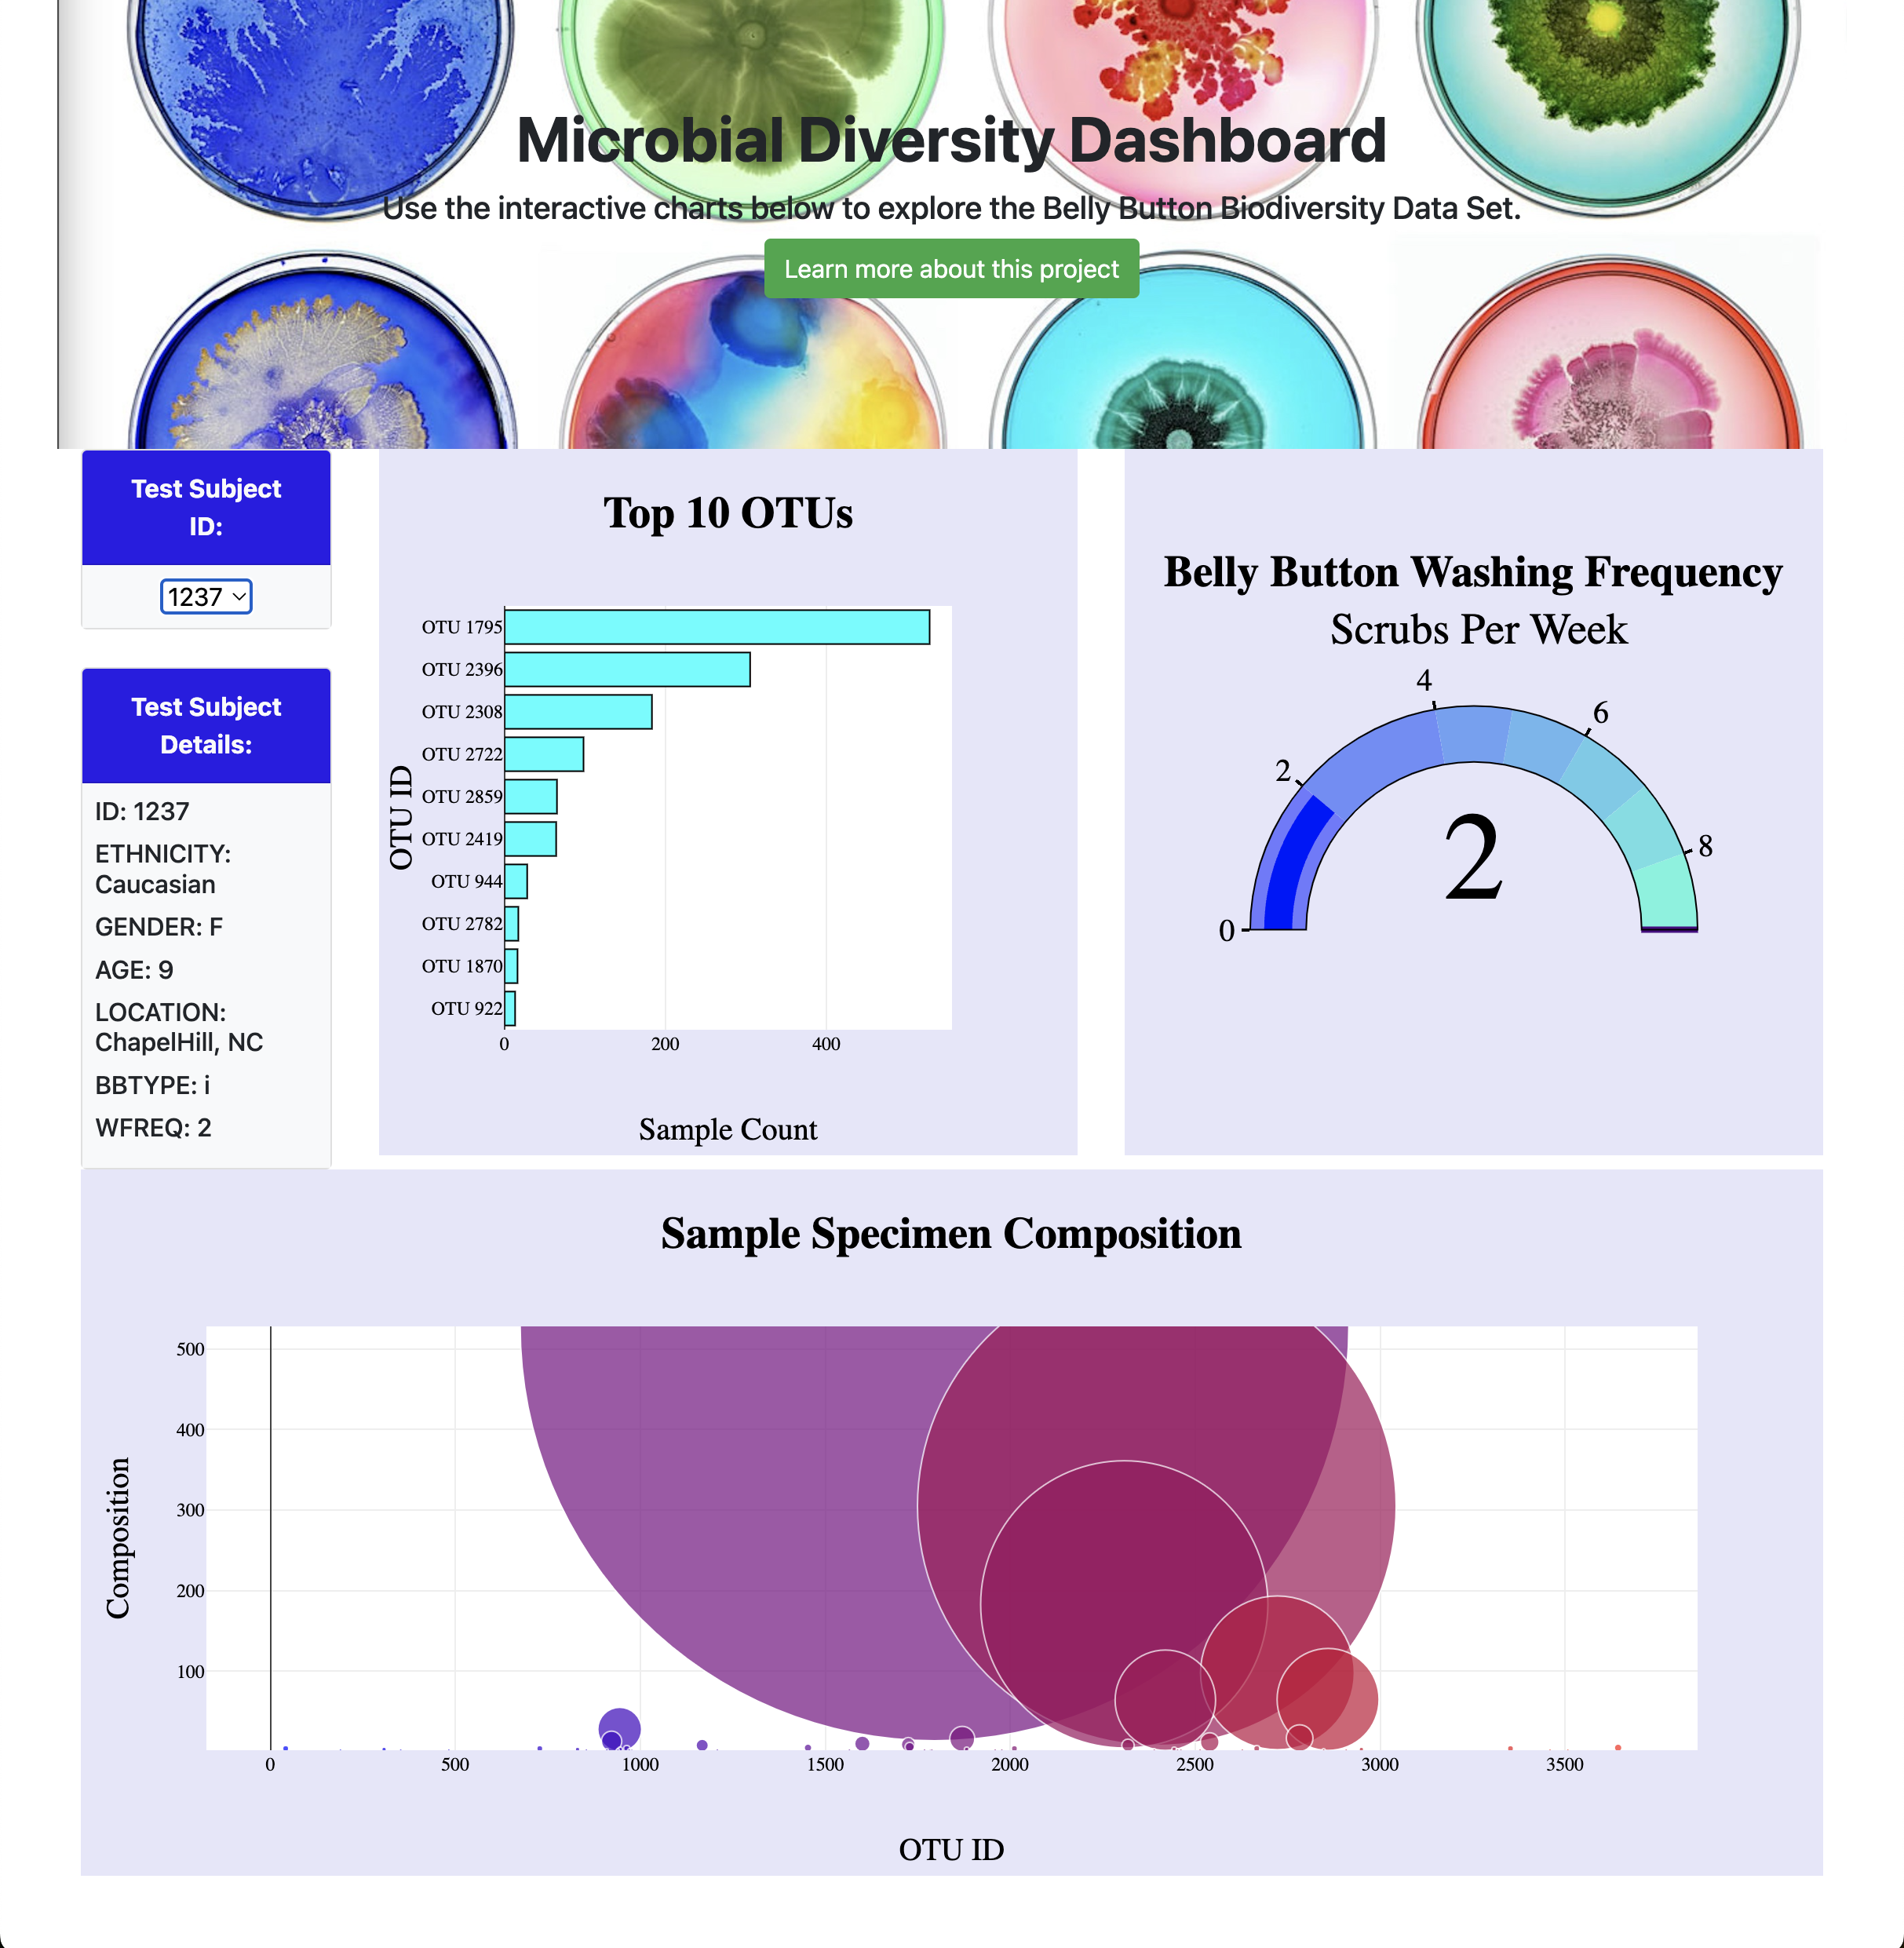 Microbial Diversity Dashboard
Use the interactive charts below to explore the Belly Button Biodiversity Data Set.
Learn more about this project
Test Subject
ID:
1237
Test Subject
Details:
ID: 1237
ETHNICITY:
Caucasian
GENDER: F
AGE: 9
LOCATION:
ChapelHill, NC
BBTYPE: i
WFREQ: 2
Top 10 OTUs
OTU ID
OTU 1795
OTU 2396
OTU 2308
OTU 2722
OTU 2859
OTU 2419
OTU 944
OTU 2782
OTU 1870
OTU 922
0 200 400
Sample Count
Belly Button Washing Frequency
Scrubs Per Week
0
2
4
6
8
2
Sample Specimen Composition
Composition
500
400
300
200
100
0 500 1000 1500 2000 2500 3000 3500
OTU ID